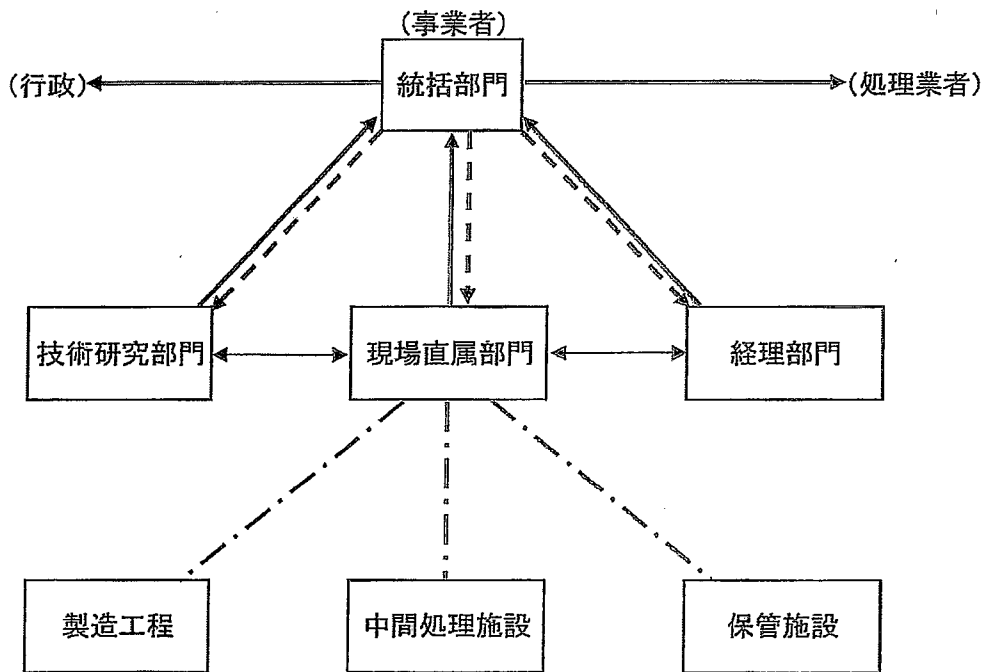 (事業者)
(行政)
統括部門
(処理業者)
技術研究部門
現場直属部門
経理部門
製造工程
中間処理施設
保管施設